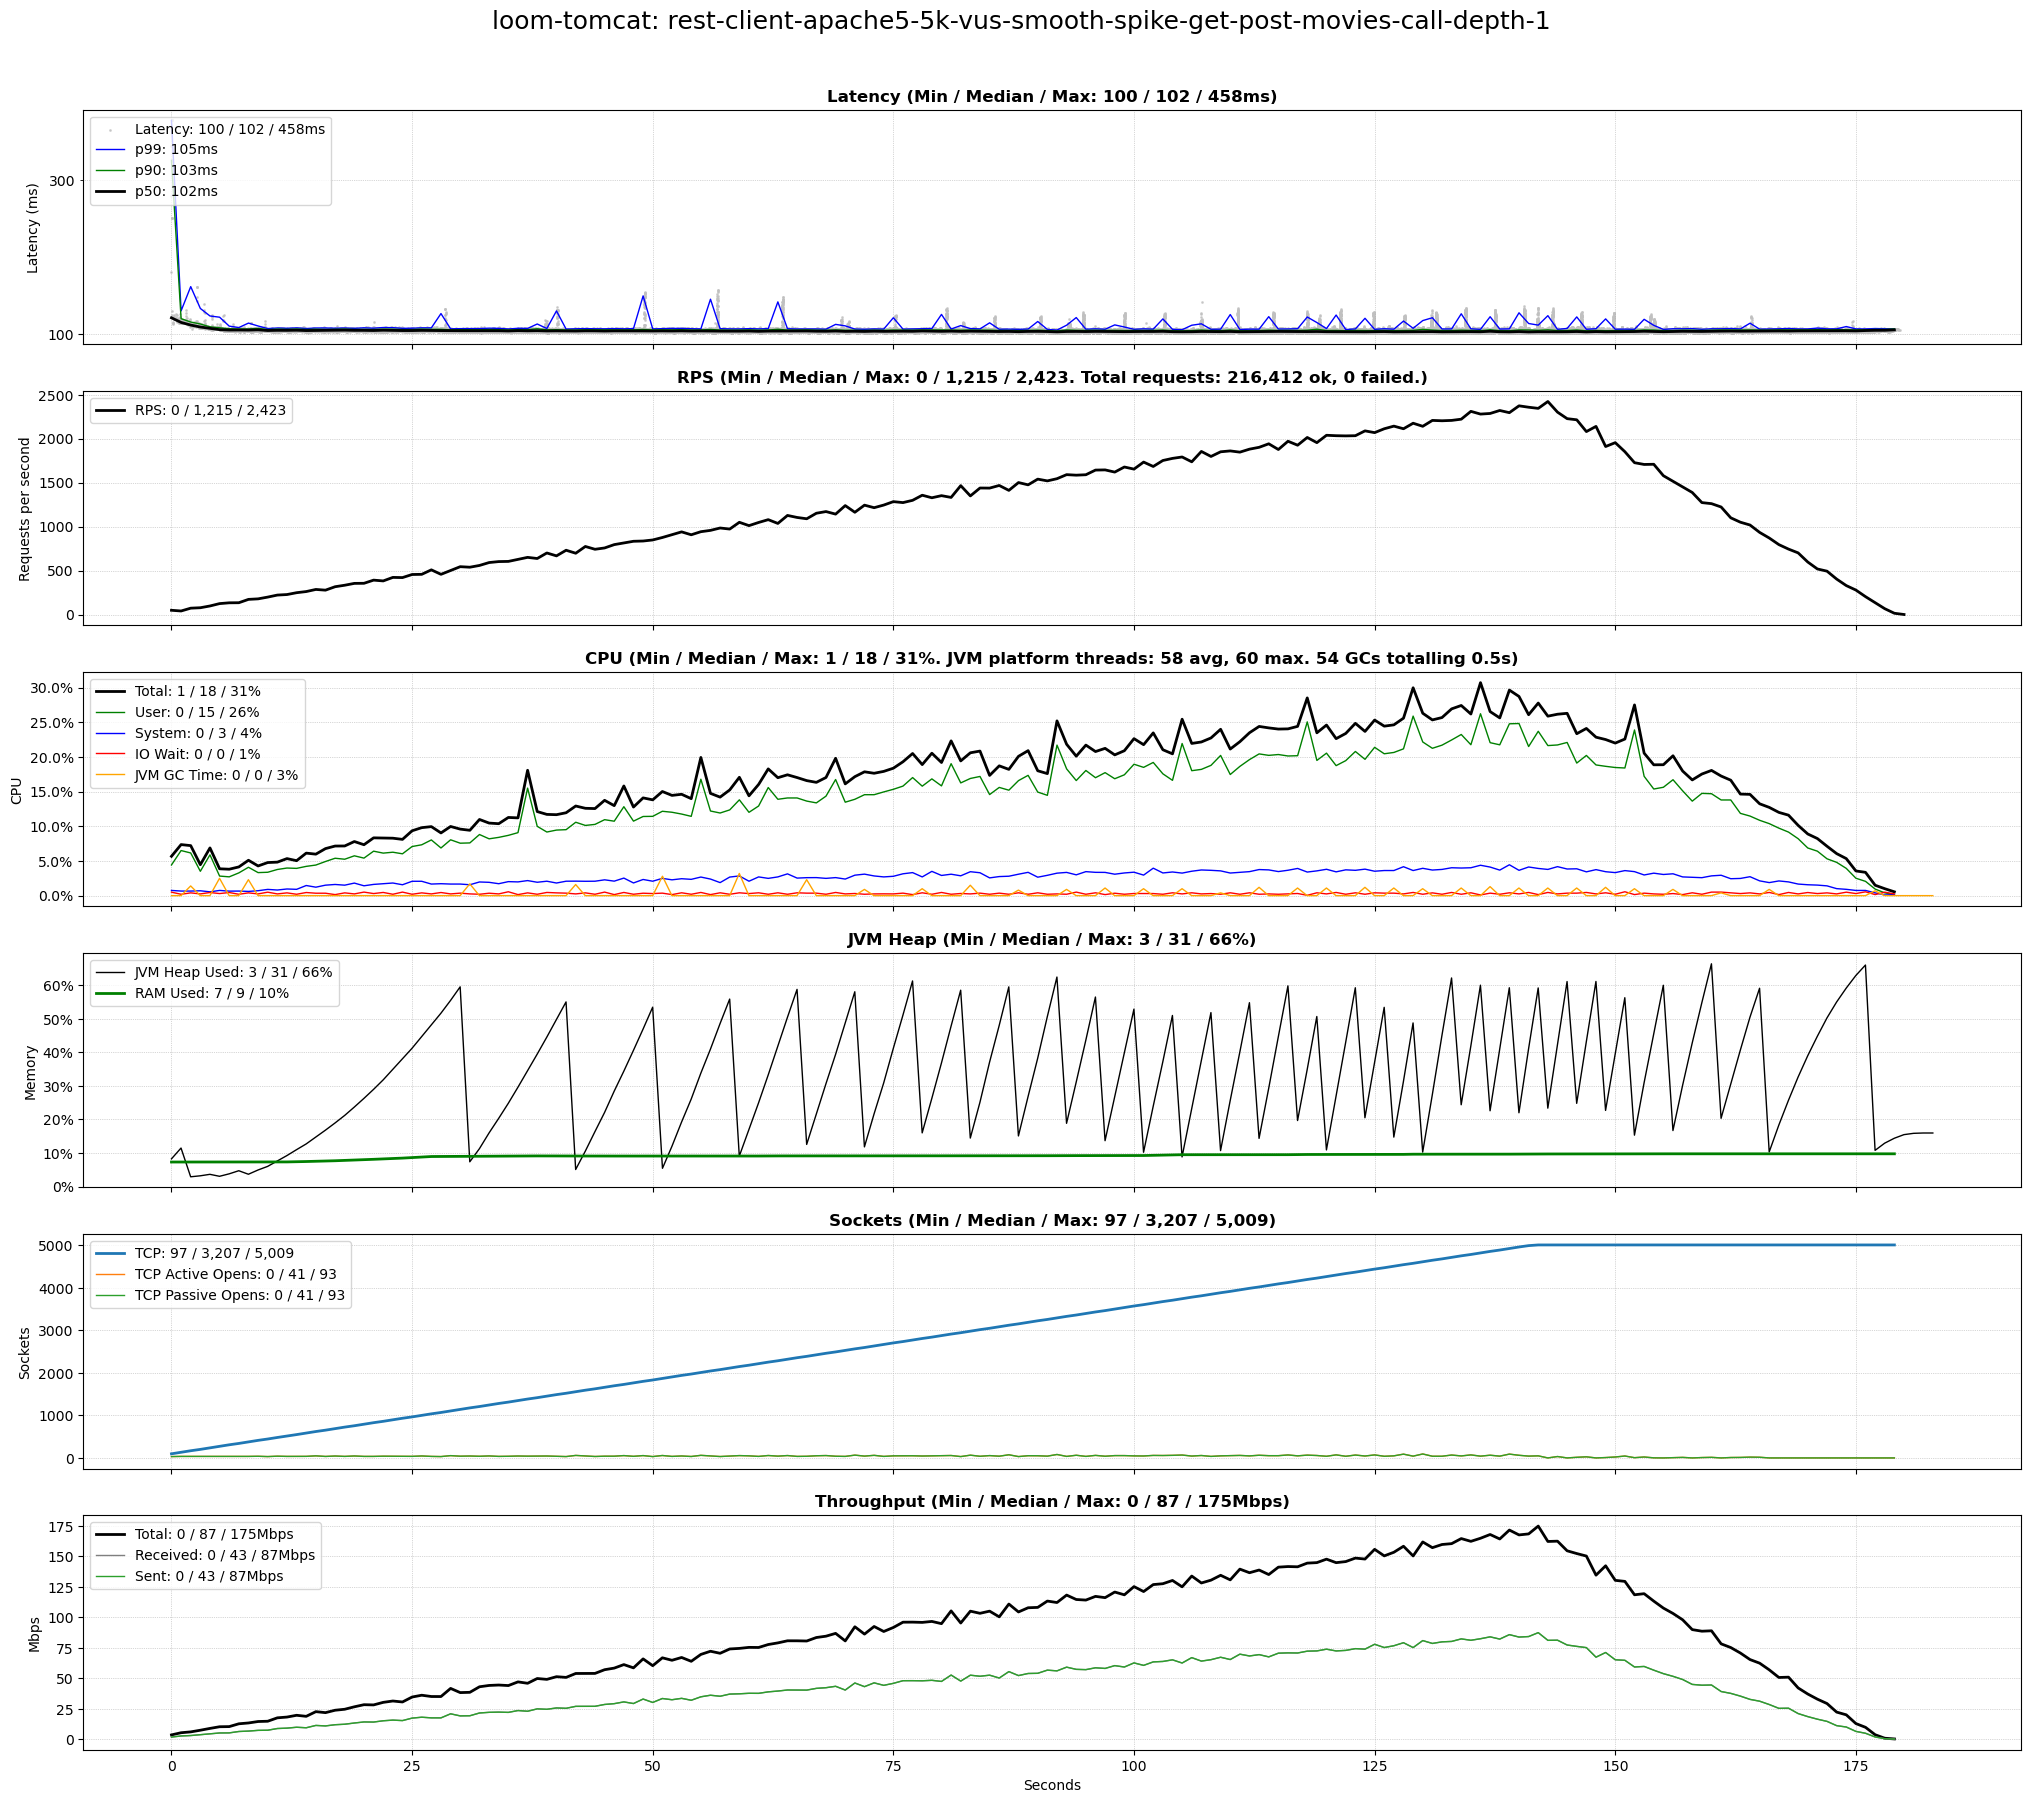 loom-tomcat: rest-client-apache5-5k-vus-smooth-spike-get-post-movies-call-depth-1
Latency (Min / Median / Max: 100 / 102 / 458ms)
Latency: 100 / 102 / 458ms
p99: 105ms
p90: 103ms
p50: 102ms
Latency (ms)
300
100
RPS (Min / Median / Max: 0 / 1,215 / 2,423. Total requests: 216,412 ok, 0 failed.)
RPS: 0 / 1,215 / 2,423
Requests per second
2500
2000
1500
1000
500
0
CPU (Min / Median / Max: 1 / 18 / 31%. JVM platform threads: 58 avg, 60 max. 54 GCs totalling 0.5s)
Total: 1 / 18 / 31%
User: 0 / 15 / 26%
System: 0 / 3 / 4%
IO Wait: 0 / 0 / 1%
JVM GC Time: 0 / 0 / 3%
CPU
30.0%
25.0%
20.0%
15.0%
10.0%
5.0%
0.0%
JVM Heap (Min / Median / Max: 3 / 31 / 66%)
JVM Heap Used: 3 / 31 / 66%
RAM Used: 7 / 9 / 10%
Memory
60%
50%
40%
30%
20%
10%
0%
Sockets (Min / Median / Max: 97 / 3,207 / 5,009)
TCP: 97 / 3,207 / 5,009
TCP Active Opens: 0 / 41 / 93
TCP Passive Opens: 0 / 41 / 93
Sockets
5000
4000
3000
2000
1000
0
Throughput (Min / Median / Max: 0 / 87 / 175Mbps)
Total: 0 / 87 / 175Mbps
Received: 0 / 43 / 87Mbps
Sent: 0 / 43 / 87Mbps
Mbps
175
150
125
100
75
50
25
0
0 25 50 75 100 125 150 175
Seconds